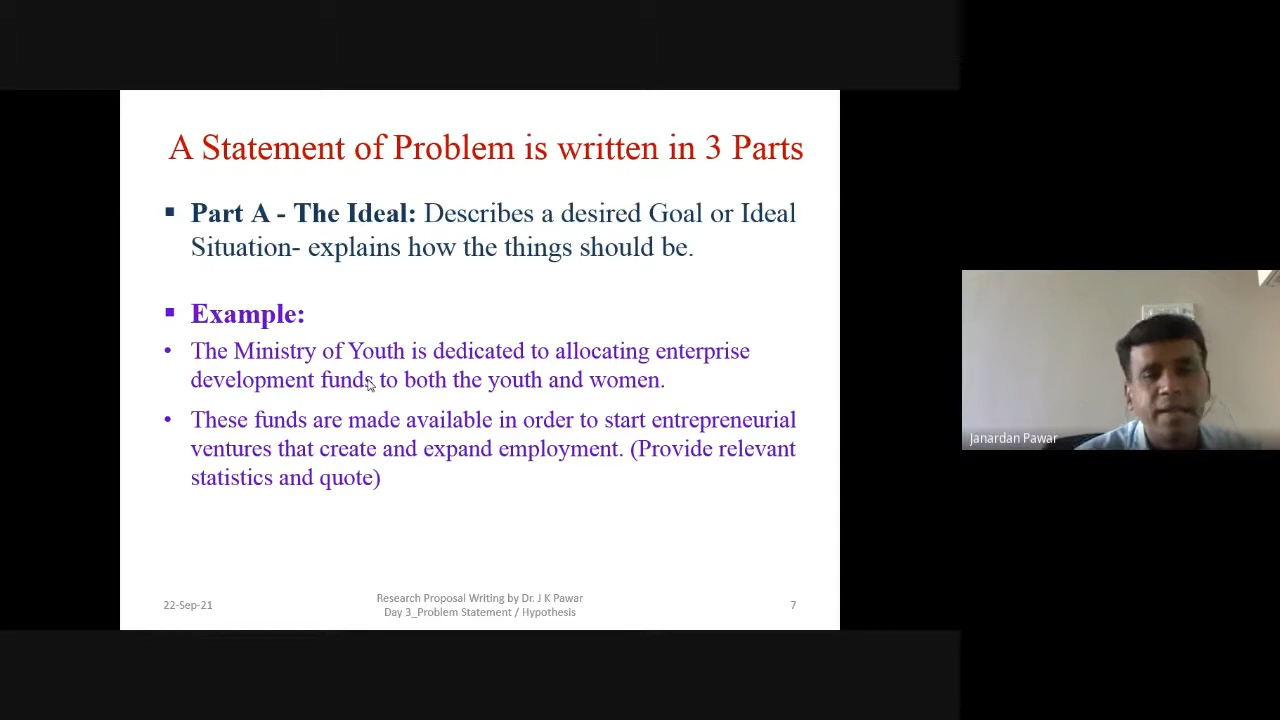 A Statement of Problem is written in 3 Parts
▪ Part A - The Ideal: Describes a desired Goal or Ideal
Situation- explains how the things should be.
▪ Example:
• The Ministry of Youth is dedicated to allocating enterprise
development funds to both the youth and women.
• These funds are made available in order to start entrepreneurial
ventures that create and expand employment. (Provide relevant
statistics and quote)
22-Sep-21
Research Proposal Writing by Dr. J K Pawar
Day 3_Problem Statement / Hypothesis
7
Janardan Pawar